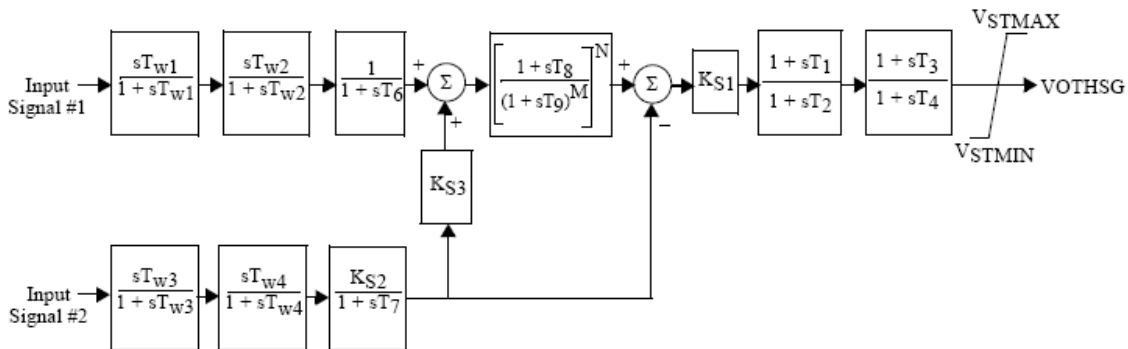 VSTMAX
Input
Signal #1
sTw1
1 + sTw1
sTw2
1 + sTw2
1
1 + sT6
+
Σ
+
[1 + sT8
(1 + sT9)M]N
+
Σ
−
KS1
1 + sT1
1 + sT2
1 + sT3
1 + sT4
VOTHSG
VSTMIN
KS3
Input
Signal #2
sTw3
1 + sTw3
sTw4
1 + sTw4
KS2
1 + sT7